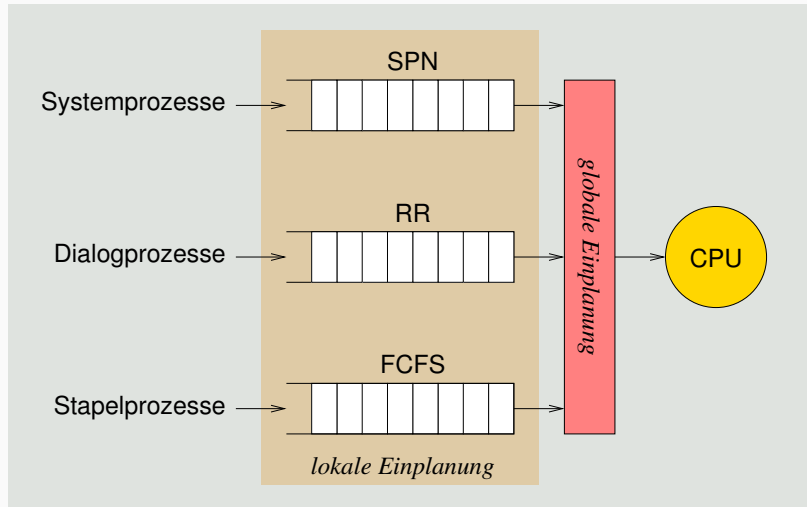 SPN
Systemprozesse
RR
Dialogprozesse
FCFS
Stapelprozesse
lokale Einplanung
globale Einplanung
CPU